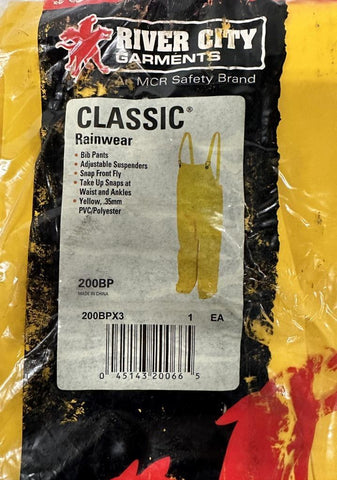 RIVER CITY
GARMENTS
An MCR Safety Brand
CLASSIC®
Rainwear
• Bib Pants
• Adjustable Suspenders
• Snap Front Fly
• Take Up Snaps at
Waist and Ankles
• Yellow, .35mm
PVC/Polyester
200BP
MADE IN CHINA
200BPX3 1 EA
0 45143 20066 5